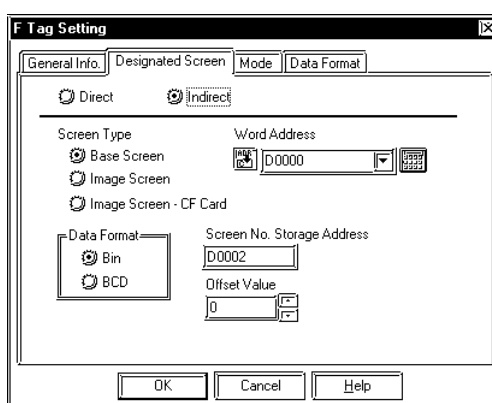 F Tag Setting
General Info. Designated Screen Mode Data Format
Direct Indirect
Screen Type Word Address
Base Screen D0000
Image Screen
Image Screen - CF Card
Data Format Screen No. Storage Address
Bin D0002
BCD Offset Value
0
OK Cancel Help